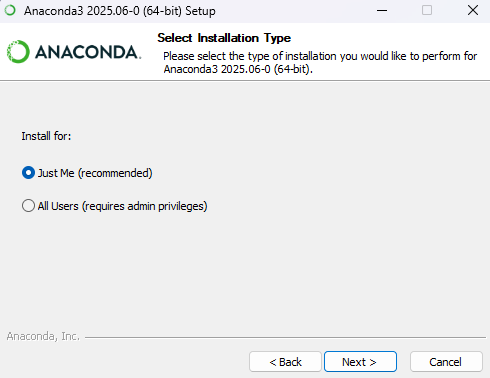 Anaconda3 2025.06-0 (64-bit) Setup
ANACONDA.
Select Installation Type
Please select the type of installation you would like to perform for
Anaconda3 2025.06-0 (64-bit).
Install for:
Just Me (recommended)
All Users (requires admin privileges)
Anaconda, Inc.
< Back
Next >
Cancel